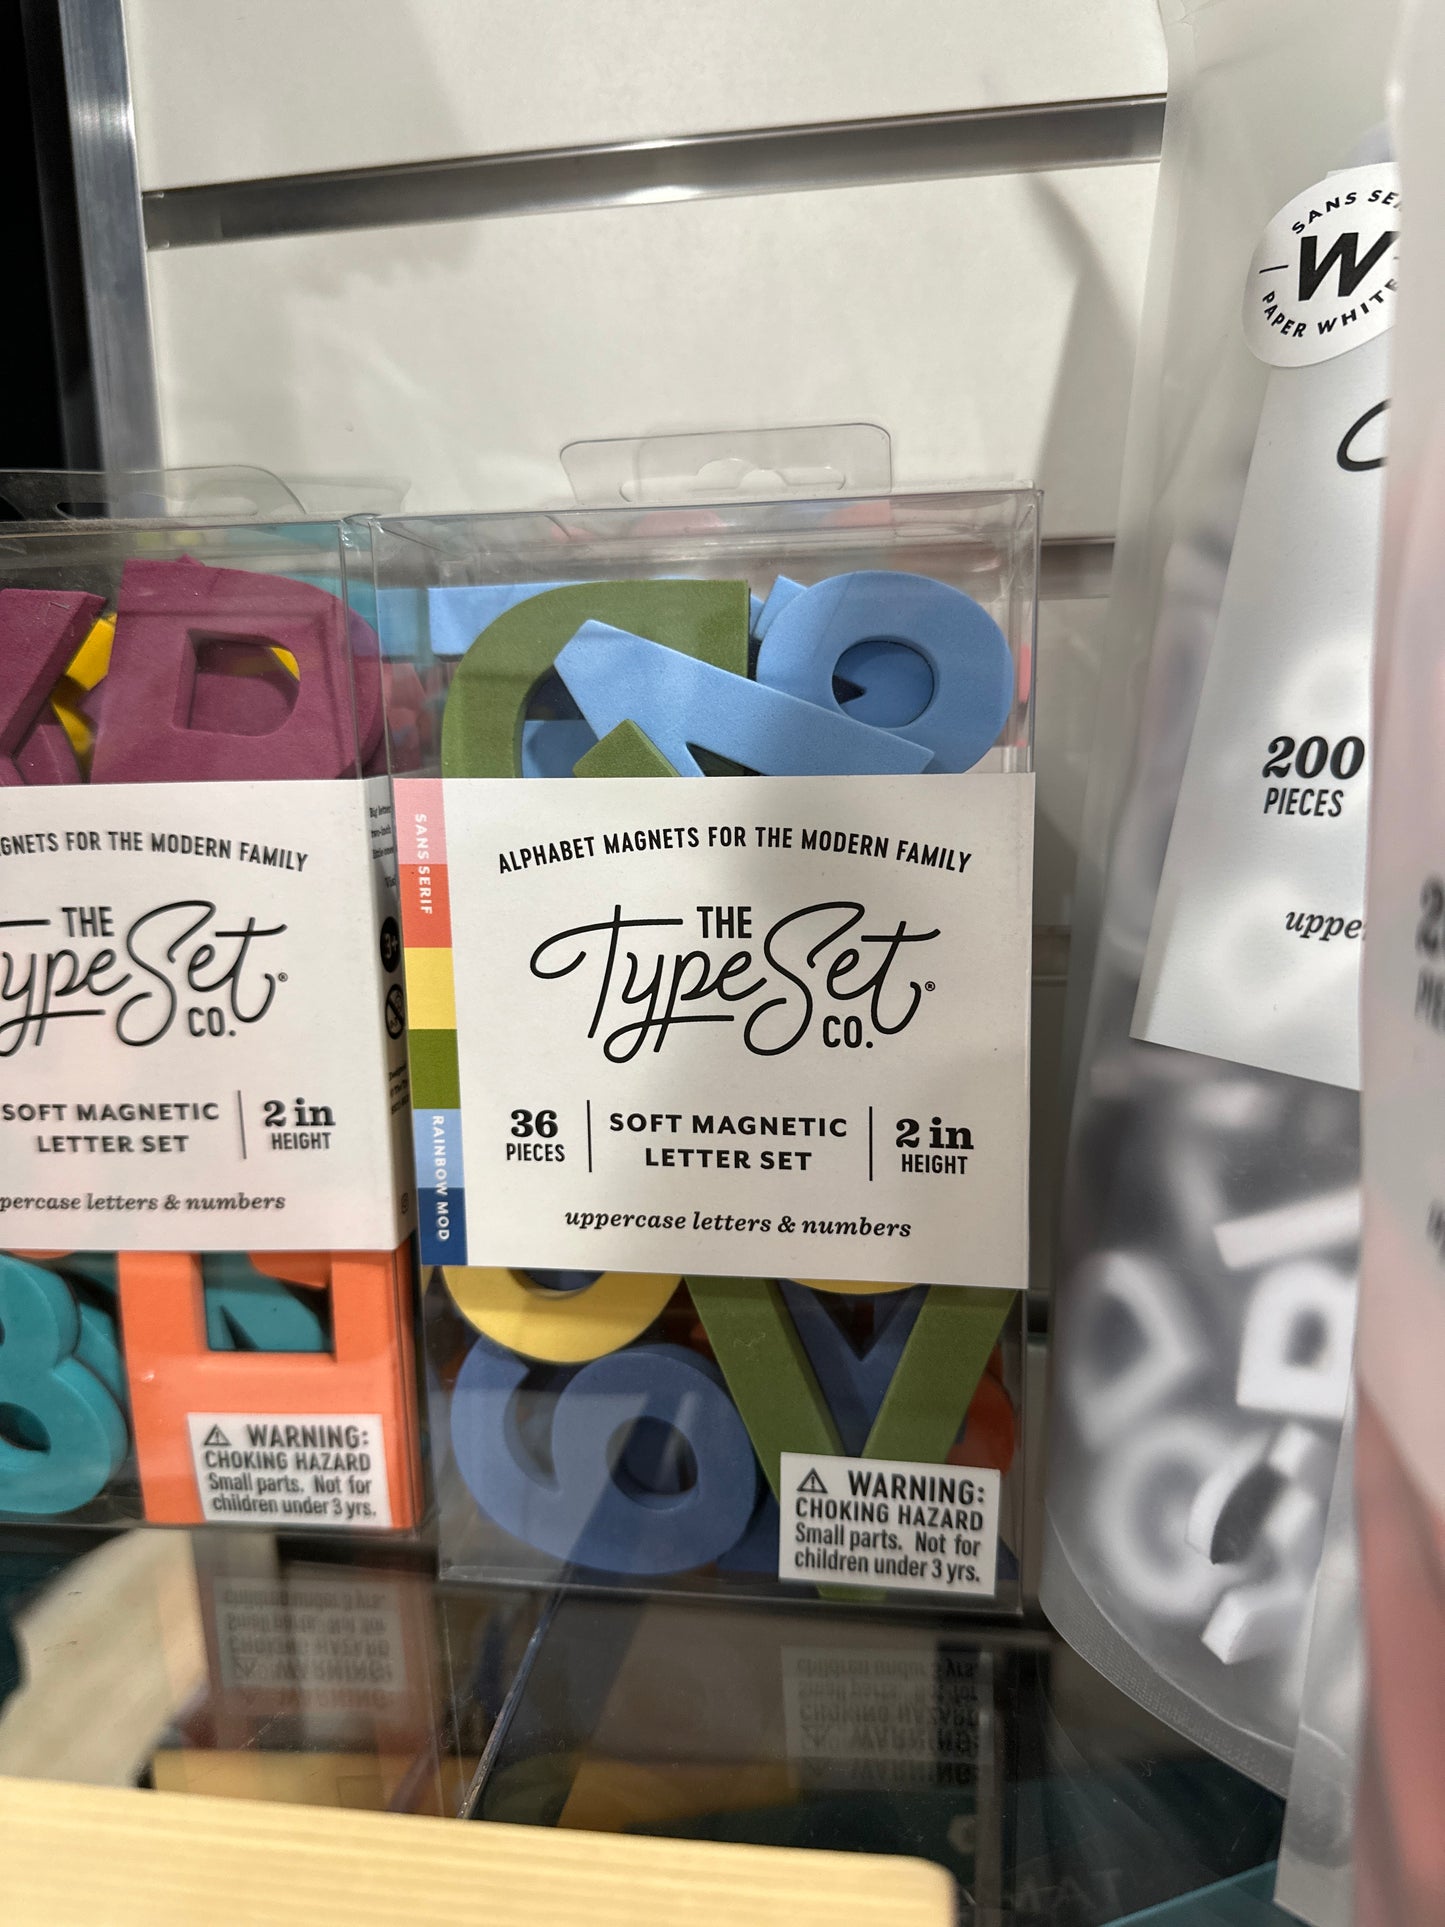 GNETS FOR THE MODERN FAMILY
THE
ypeSet®
CO.
SOFT MAGNETIC
LETTER SET
2 in
HEIGHT
percase letters & numbers
3+
⚠ WARNING:
CHOKING HAZARD
Small parts. Not for
children under 3 yrs.
SANS SERIF
RAINBOW MOD
ALPHABET MAGNETS FOR THE MODERN FAMILY
THE
TypeSet®
CO.
36
PIECES
SOFT MAGNETIC
LETTER SET
2 in
HEIGHT
uppercase letters & numbers
⚠ WARNING:
CHOKING HAZARD
Small parts. Not for
children under 3 yrs.
SANS SE
W
PAPER WHITE
200
PIECES
uppe